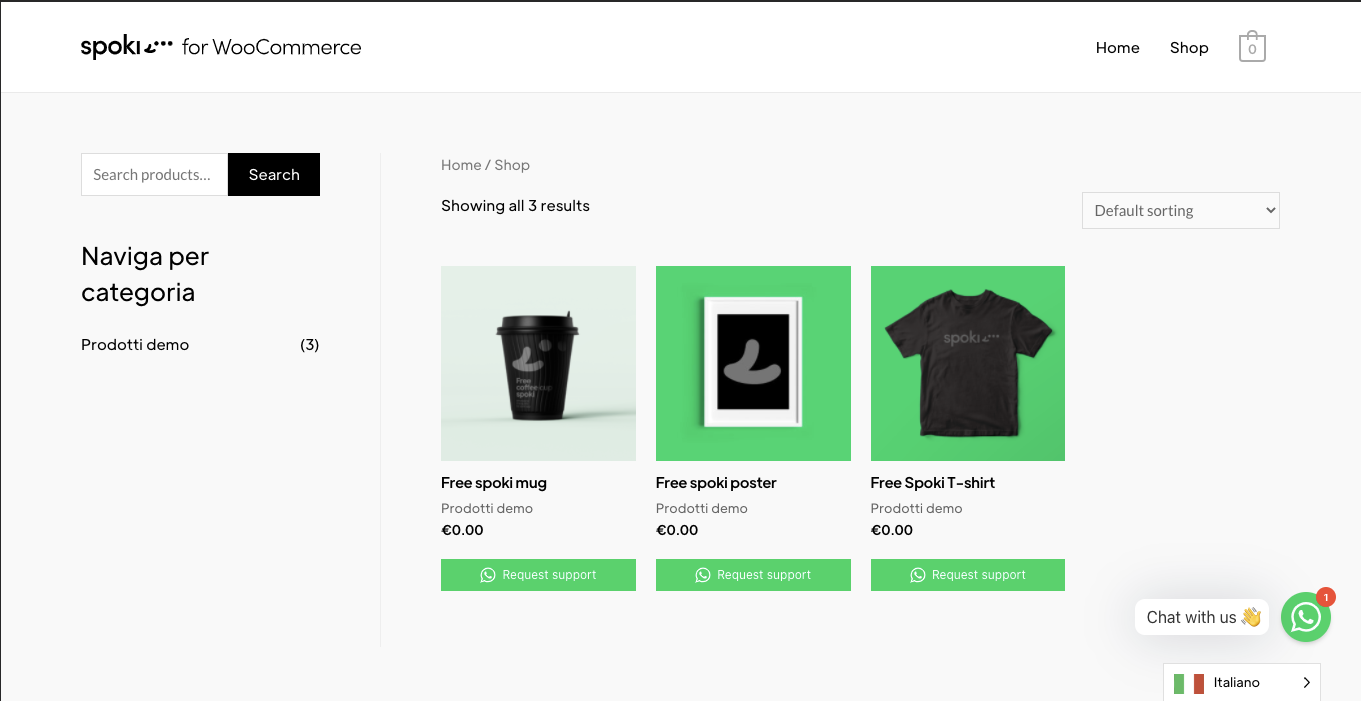 spoki for WooCommerce
Home
Shop
0
Search products...
Search
Naviga per
categoria
Prodotti demo
(3)
Home / Shop
Showing all 3 results
Default sorting
Free
coffee cup
spoki
spoki
Free spoki mug
Prodotti demo
€0.00
Request support
Free spoki poster
Prodotti demo
€0.00
Request support
Free Spoki T-shirt
Prodotti demo
€0.00
Request support
Chat with us 👋
1
Italiano